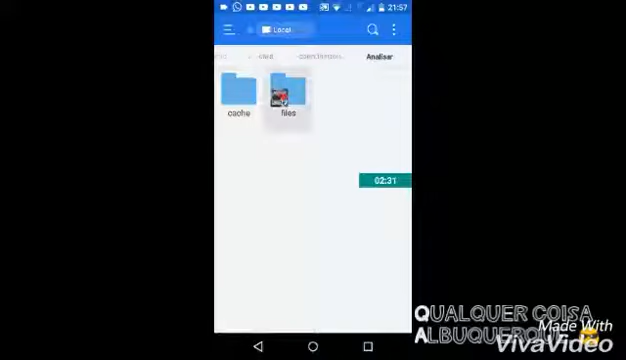 21:57
Local
Analisar
cache
files
02:31
QUALQUER COISA
ALBUQUERQUE
Made With
VivaVideo